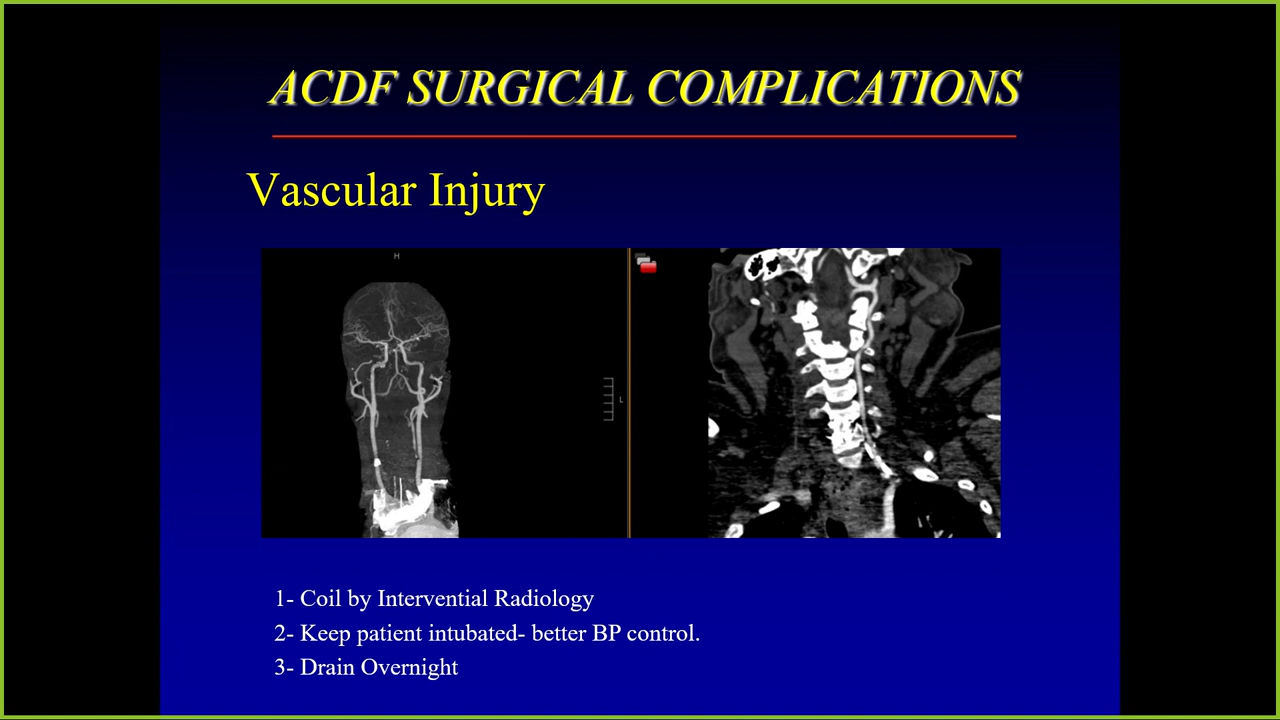 ACDF SURGICAL COMPLICATIONS
Vascular Injury
H
L
1- Coil by Intervential Radiology
2- Keep patient intubated- better BP control.
3- Drain Overnight